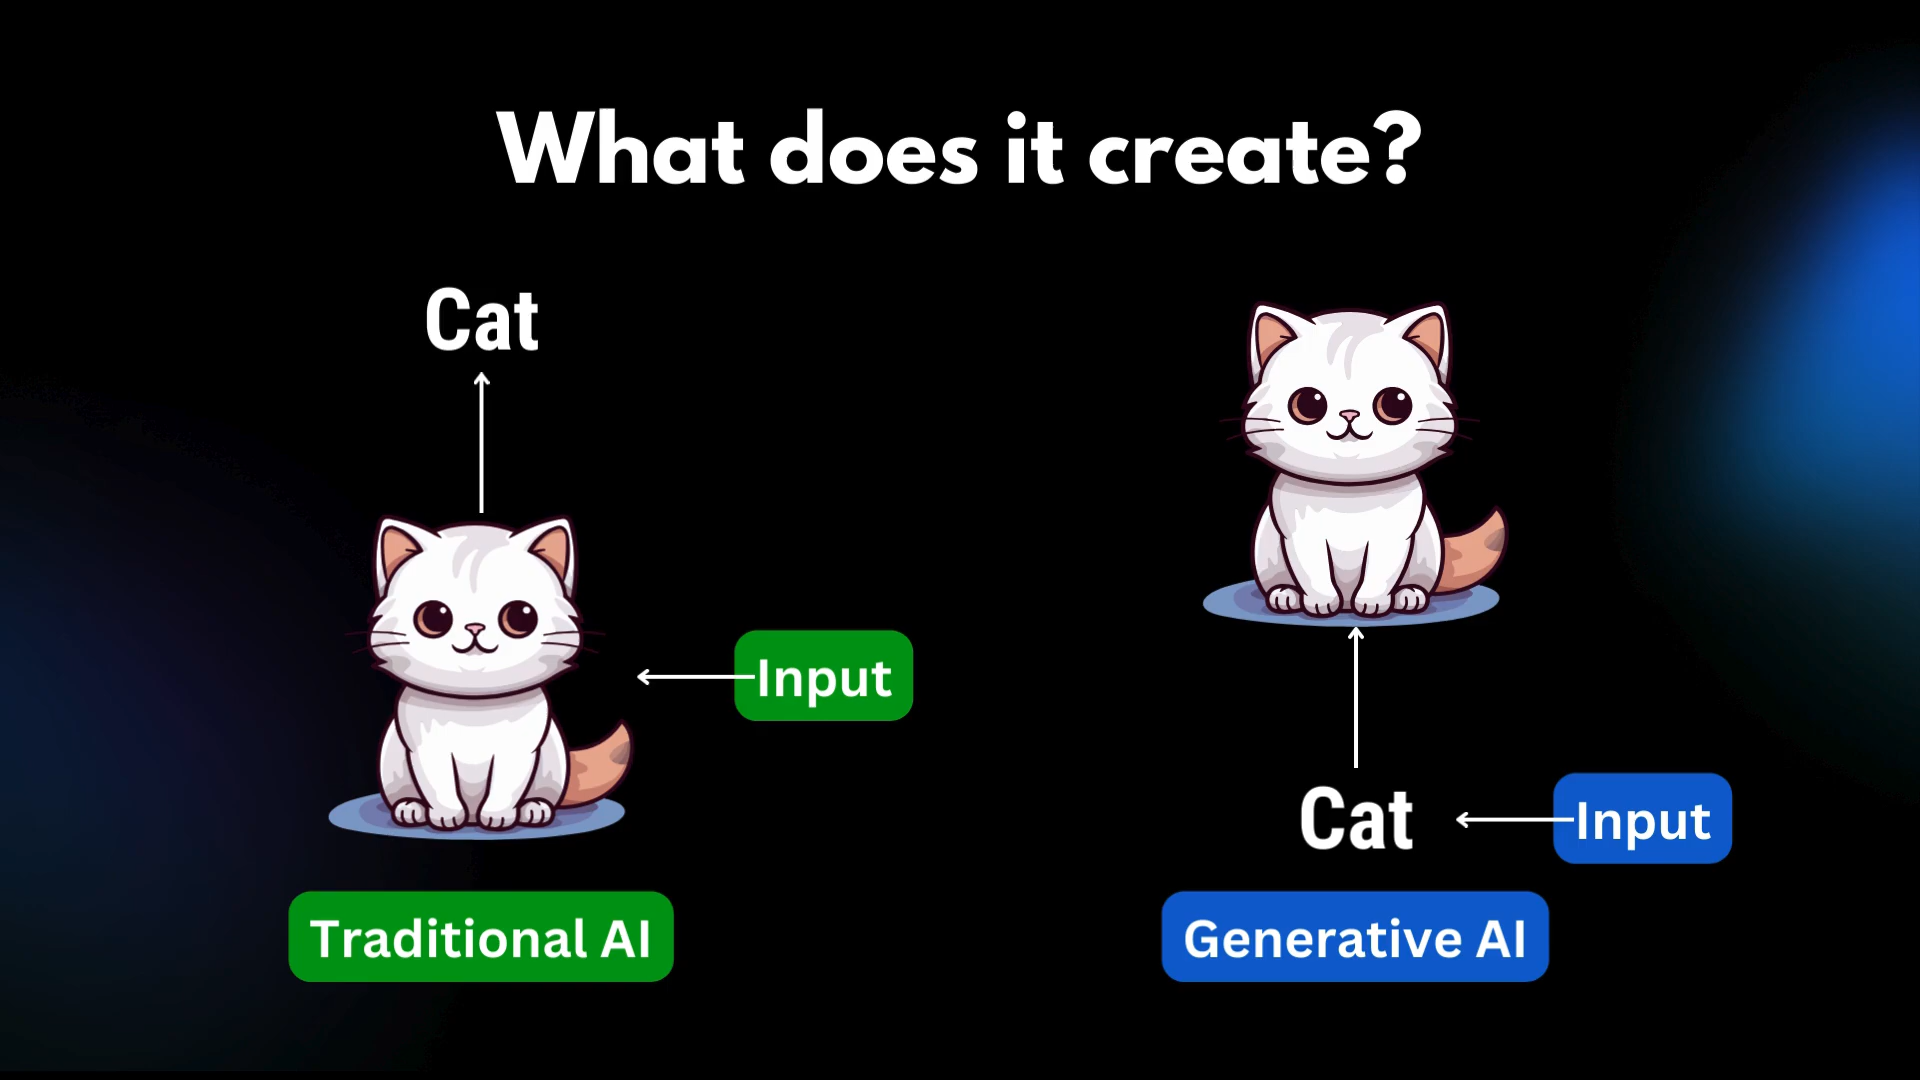 What does it create?
Cat
Input
Traditional AI
Cat
Input
Generative AI